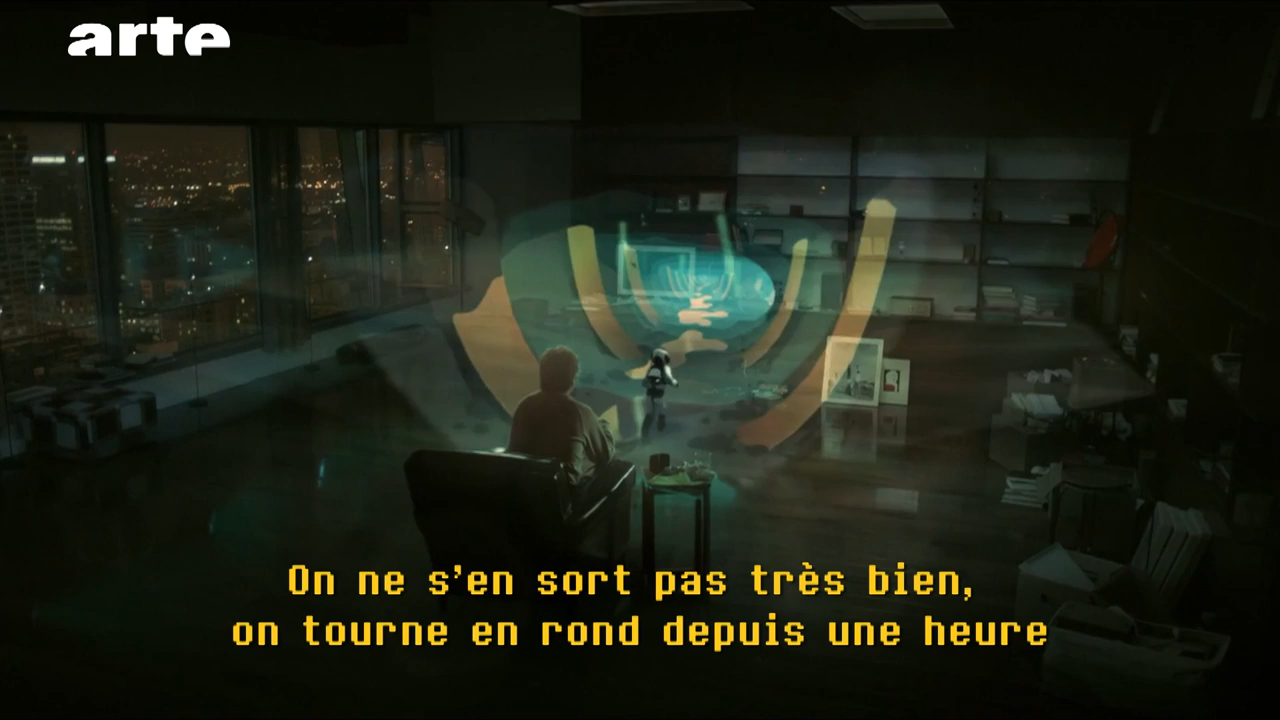 arte
On ne s'en sort pas très bien,
on tourne en rond depuis une heure